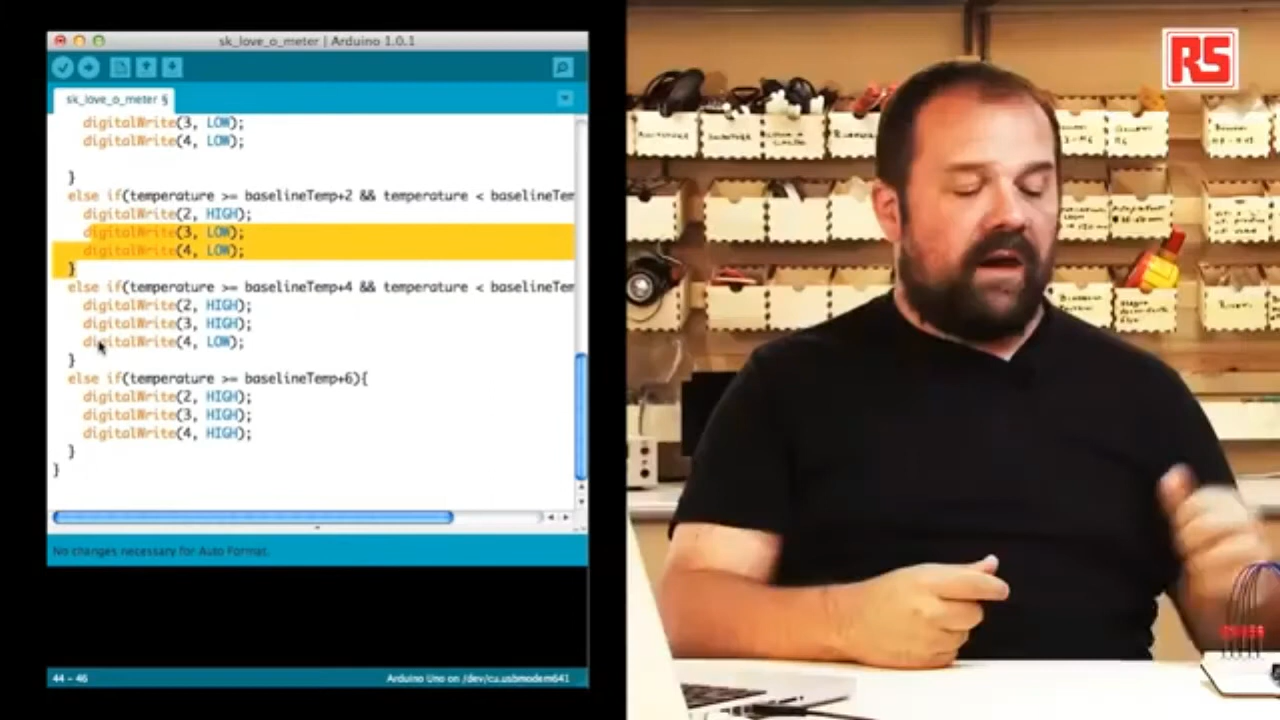 sk_love_o_meter | Arduino 1.0.1
sk_love_o_meter §
digitalWrite(3, LOW);
digitalWrite(4, LOW);
}
else if(temperature >= baselineTemp+2 && temperature < baselineTem
digitalWrite(2, HIGH);
digitalWrite(3, LOW);
digitalWrite(4, LOW);
}
else if(temperature >= baselineTemp+4 && temperature < baselineTem
digitalWrite(2, HIGH);
digitalWrite(3, HIGH);
digitalWrite(4, LOW);
}
else if(temperature >= baselineTemp+6){
digitalWrite(2, HIGH);
digitalWrite(3, HIGH);
digitalWrite(4, HIGH);
}
}
No changes necessary for Auto Format.
44 - 46
Arduino Uno on /dev/cu.usbmodem641
RS